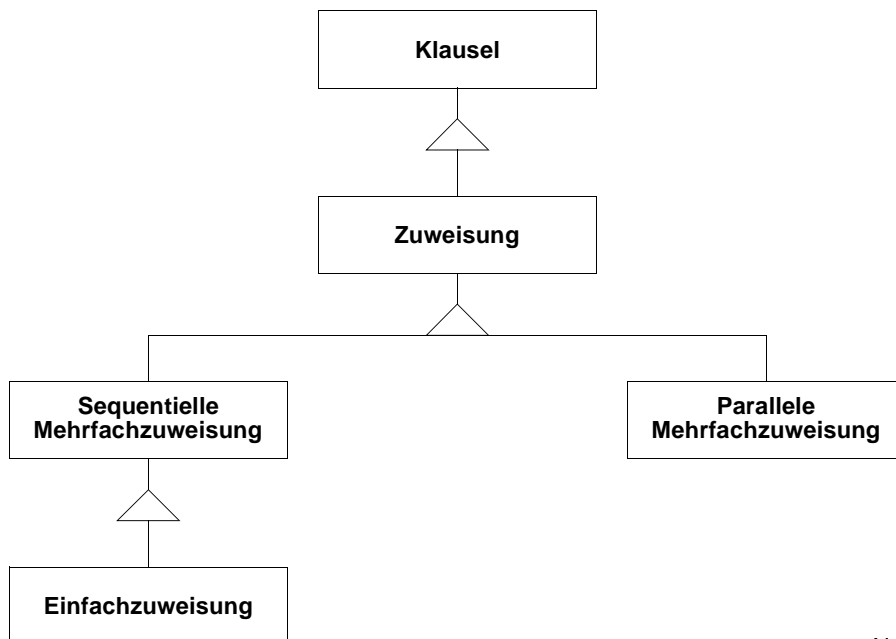 Klausel
Zuweisung
Sequentielle
Mehrfachzuweisung
Parallele
Mehrfachzuweisung
Einfachzuweisung